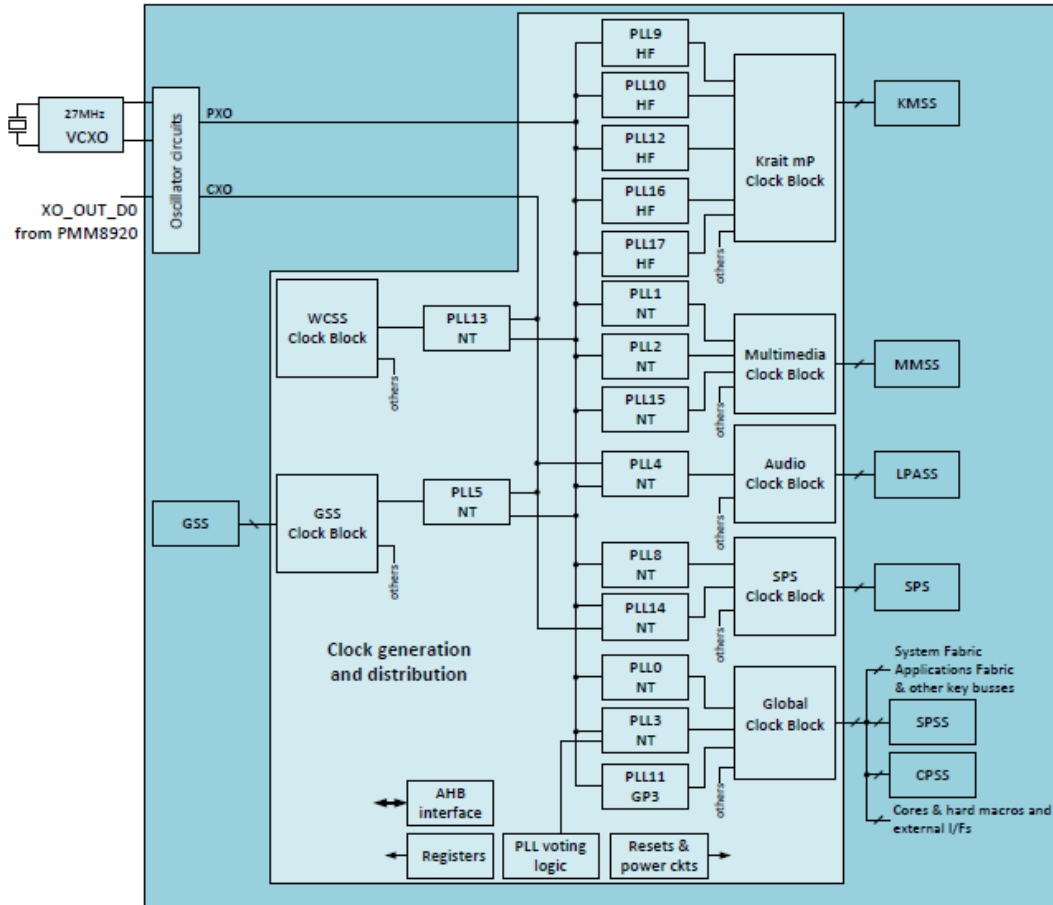 PLL9
HF
PLL10
HF
PLL12
HF
PLL16
HF
PLL17
HF
Krait mP
Clock Block
others
KMSS
27MHz
VCXO
Oscillator circuits
PXO
CXO
XO_OUT_D0
from PMM8920
WCSS
Clock Block
others
PLL13
NT
PLL1
NT
PLL2
NT
PLL15
NT
Multimedia
Clock Block
others
MMSS
PLL4
NT
Audio
Clock Block
others
LPASS
GSS
GSS
Clock Block
others
PLL5
NT
PLL8
NT
PLL14
NT
SPS
Clock Block
others
SPS
Clock generation
and distribution
PLL0
NT
PLL3
NT
PLL11
GP3
Global
Clock Block
others
System Fabric
Applications Fabric
& other key busses
SPSS
CPSS
Cores & hard macros and
external I/Fs
AHB
interface
Registers
PLL voting
logic
Resets &
power ckts